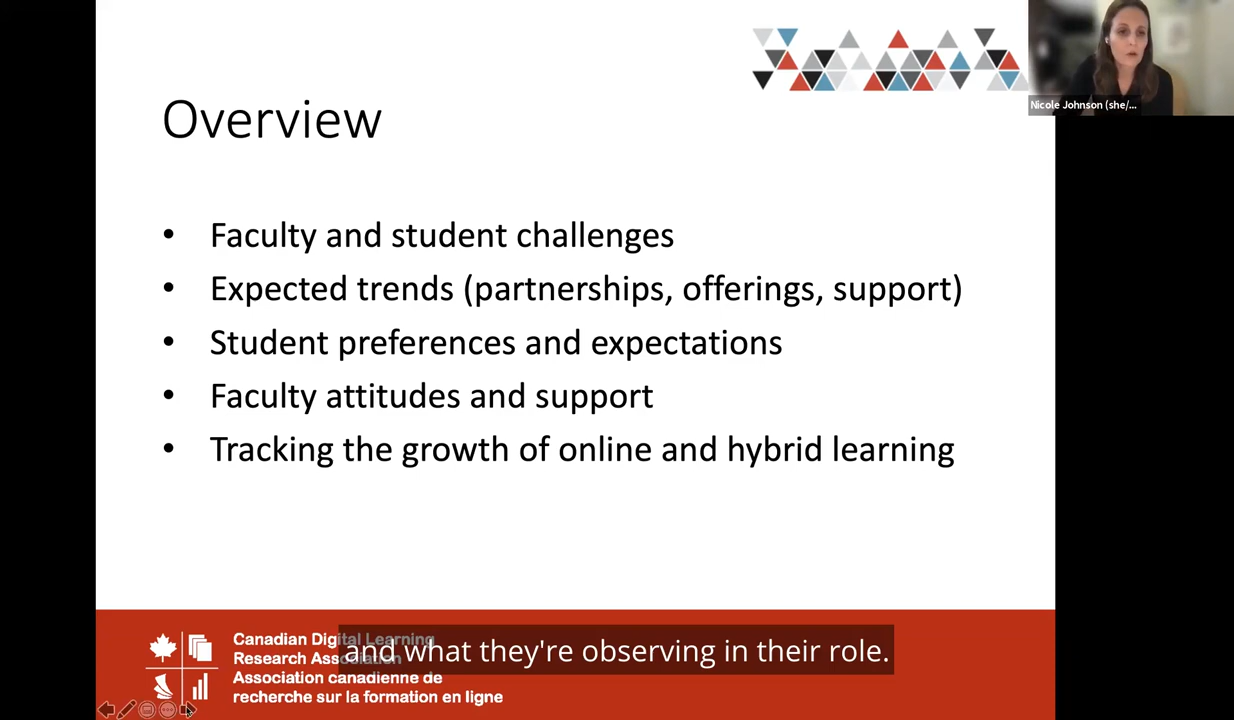 Nicole Johnson (she/...
Overview
• Faculty and student challenges
• Expected trends (partnerships, offerings, support)
• Student preferences and expectations
• Faculty attitudes and support
• Tracking the growth of online and hybrid learning
Canadian Digital Learning
Research Association
Association canadienne de
recherche sur la formation en ligne
and what they're observing in their role.